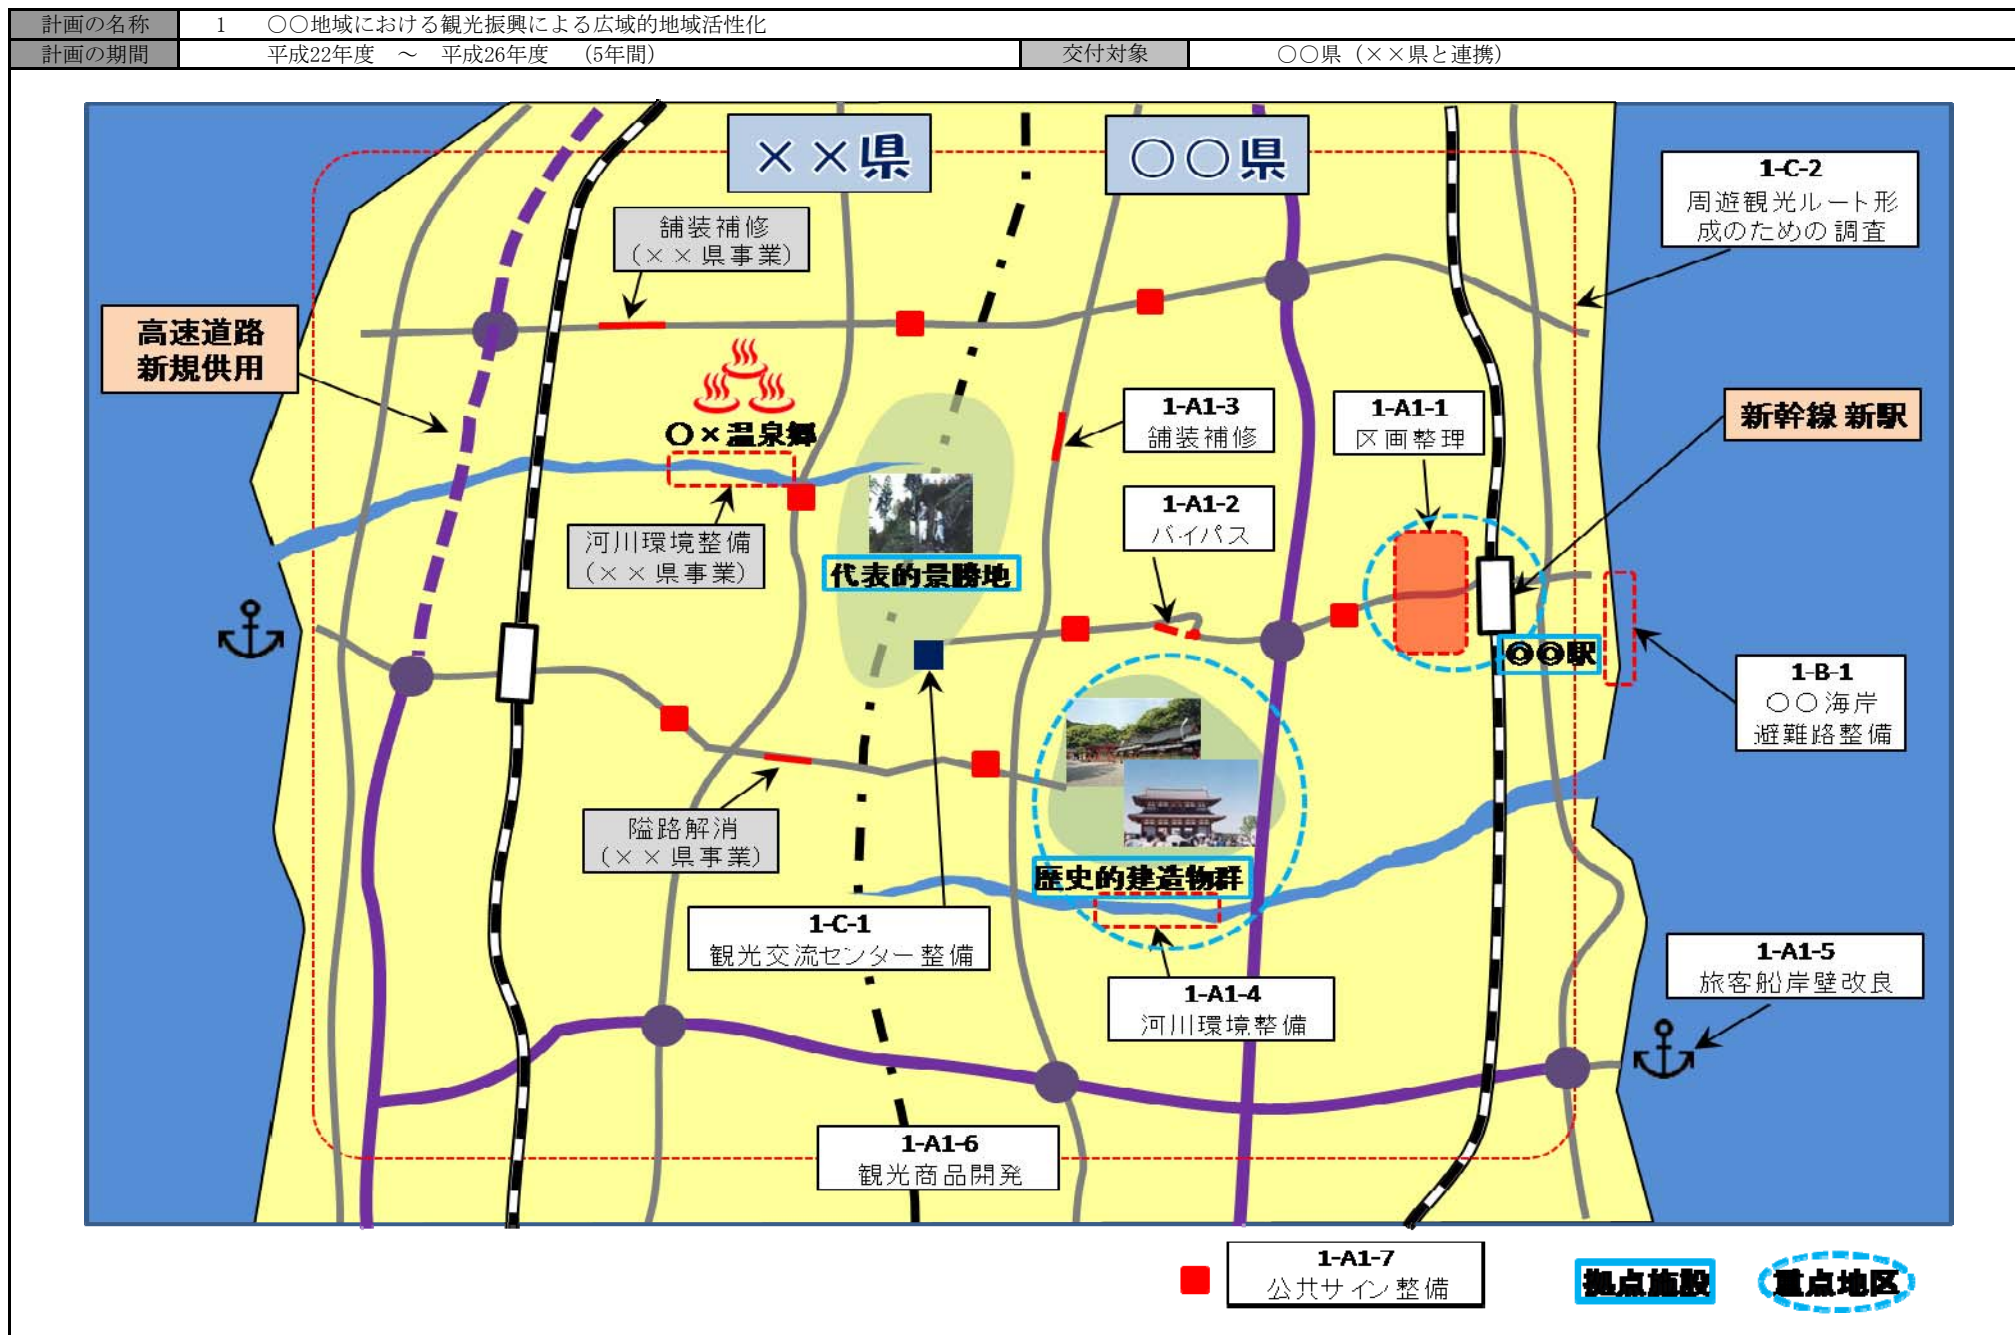 計画の名称 1 ○○地域における観光振興による広域的地域活性化
計画の期間 平成22年度 ～ 平成26年度 (5年間) 交付対象 ○○県（××県と連携）
××県
○○県
1-C-2
周遊観光ルート形
成のための調査
舗装補修
(××県事業)
高速道路
新規供用
○×温泉郷
1-A1-3
舗装補修
1-A1-1
区画整理
新幹線 新駅
1-A1-2
バイパス
河川環境整備
(××県事業)
代表的景勝地
◎◎駅
1-B-1
○○海岸
避難路整備
隘路解消
(××県事業)
歴史的建造物群
1-C-1
観光交流センター整備
1-A1-5
旅客船岸壁改良
1-A1-4
河川環境整備
1-A1-6
観光商品開発
1-A1-7
公共サイン整備
拠点施設
重点地区